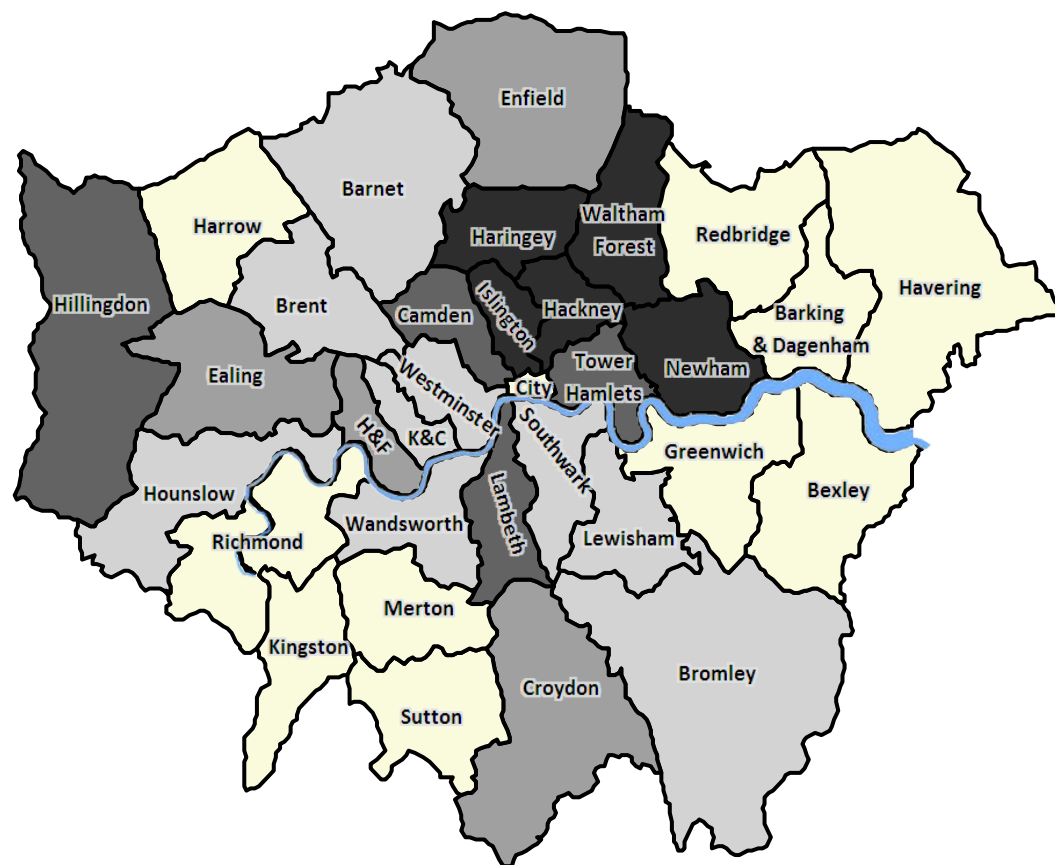 Enfield
Barnet
Harrow
Haringey
Waltham
Forest
Redbridge
Havering
Hillingdon
Brent
Camden
Islington
Hackney
Barking
& Dagenham
Ealing
Tower
Hamlets
Newham
Westminster
City
H&F
K&C
Southwark
Greenwich
Hounslow
Bexley
Wandsworth
Lambeth
Lewisham
Richmond
Merton
Kingston
Bromley
Croydon
Sutton